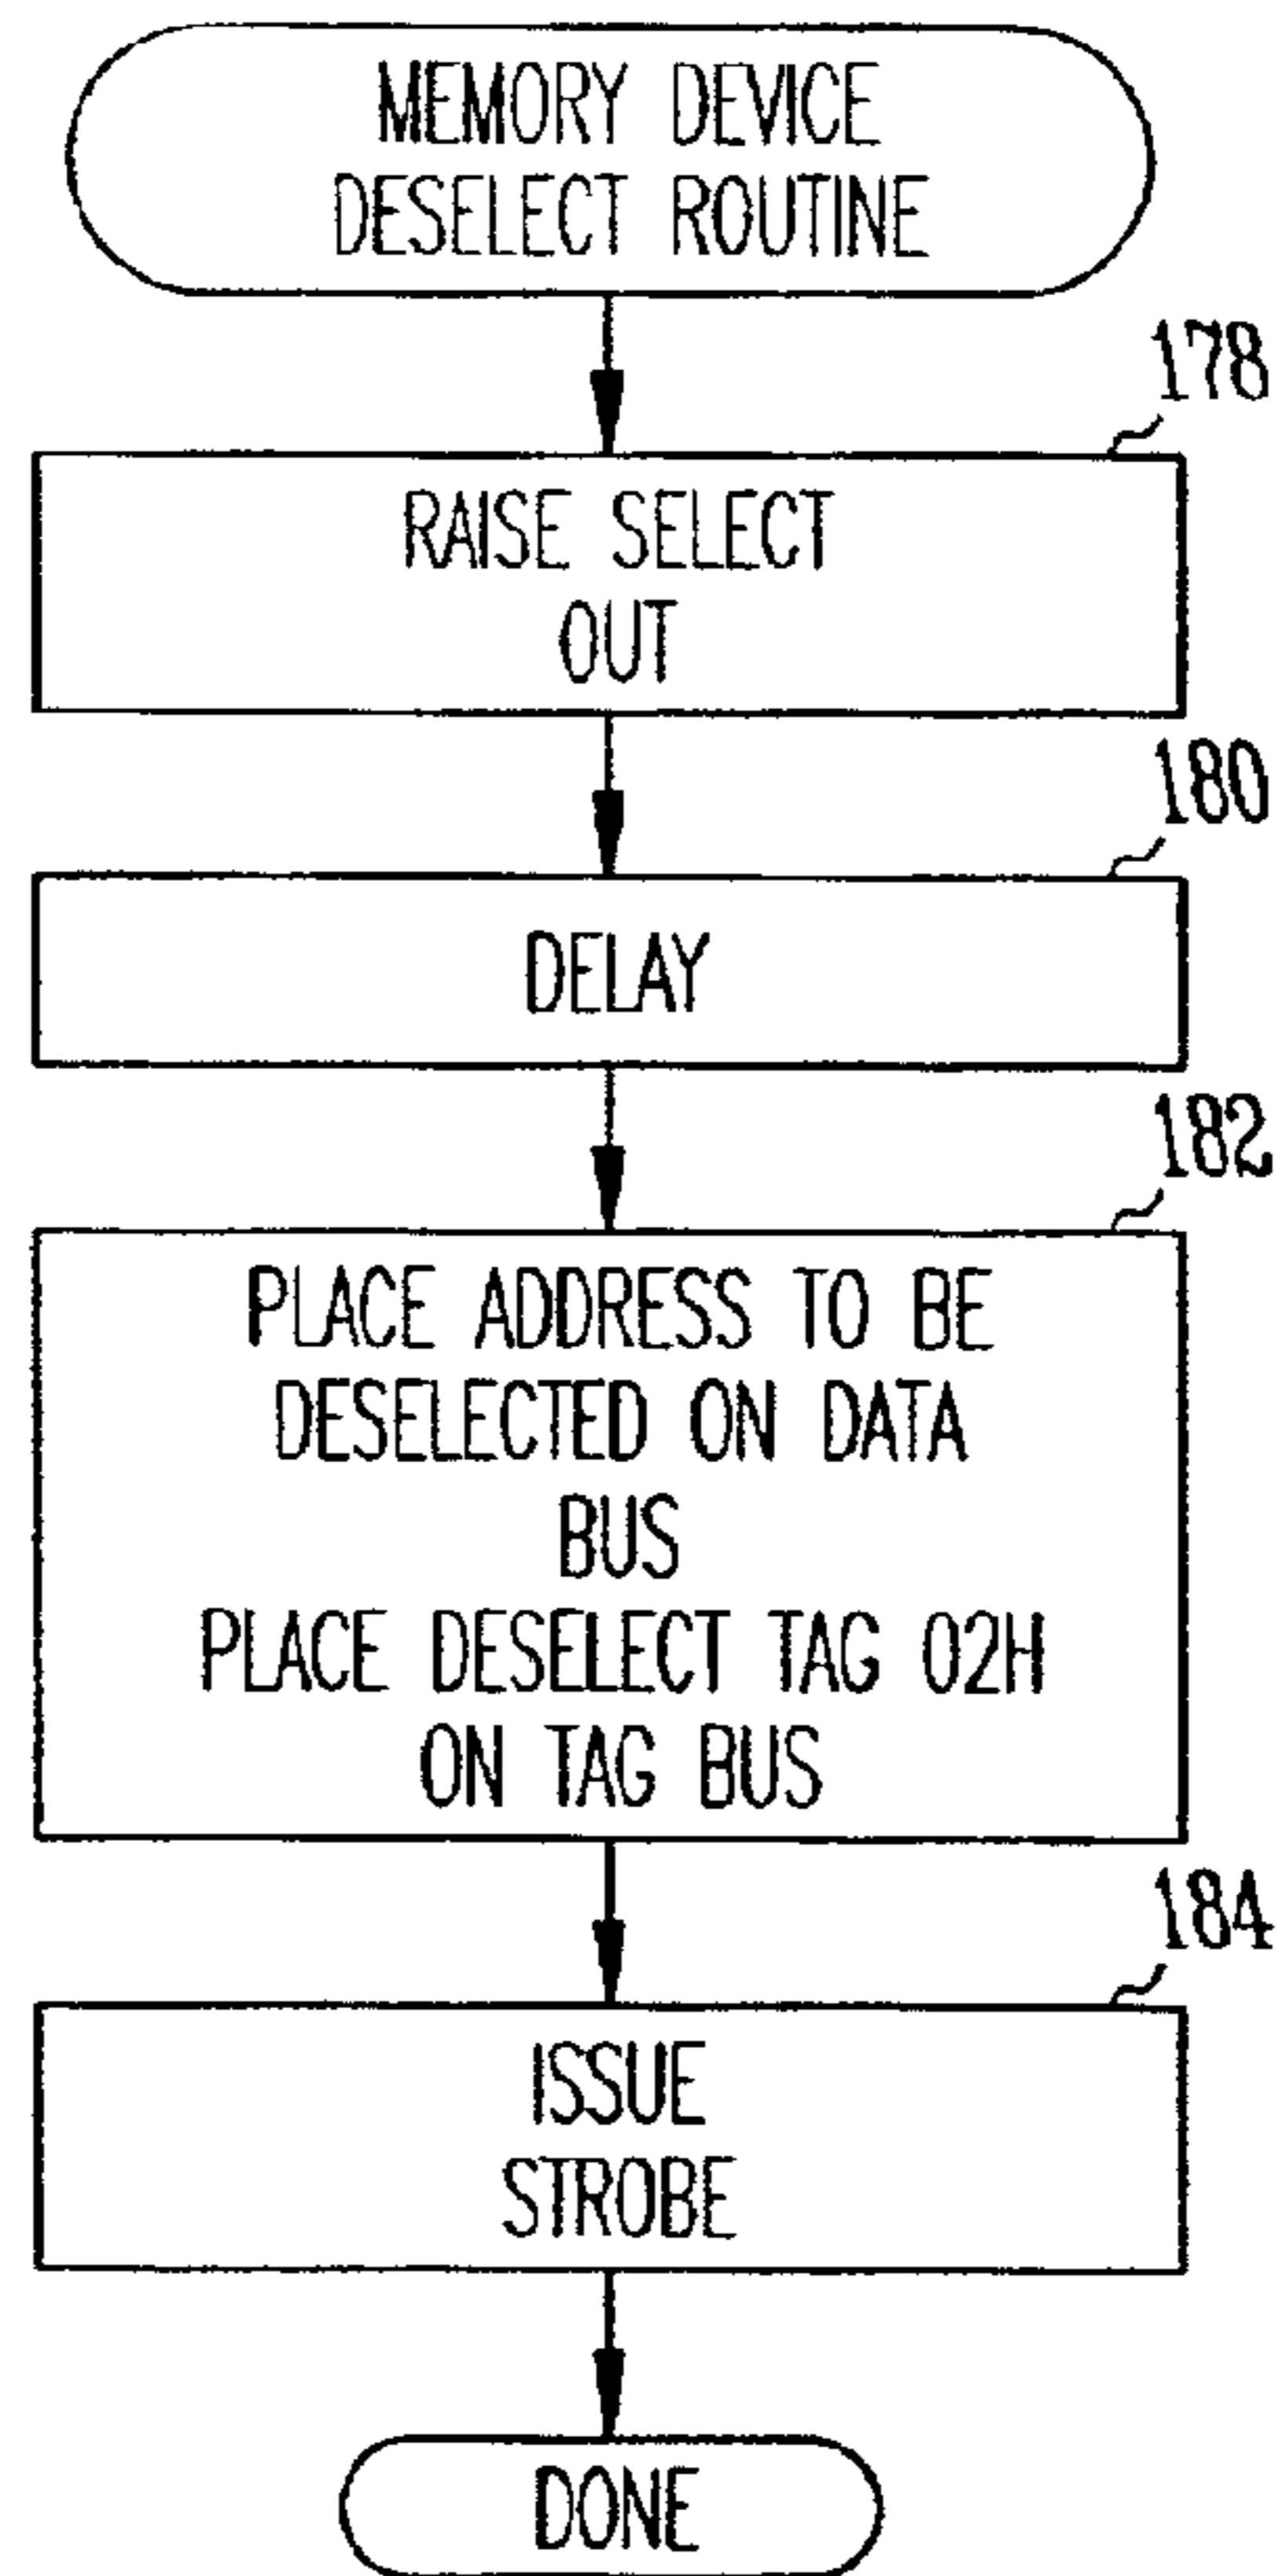 MEMORY DEVICE
DESELECT ROUTINE
178
RAISE SELECT
OUT
180
DELAY
182
PLACE ADDRESS TO BE
DESELECTED ON DATA
BUS
PLACE DESELECT TAG 02H
ON TAG BUS
184
ISSUE
STROBE
DONE